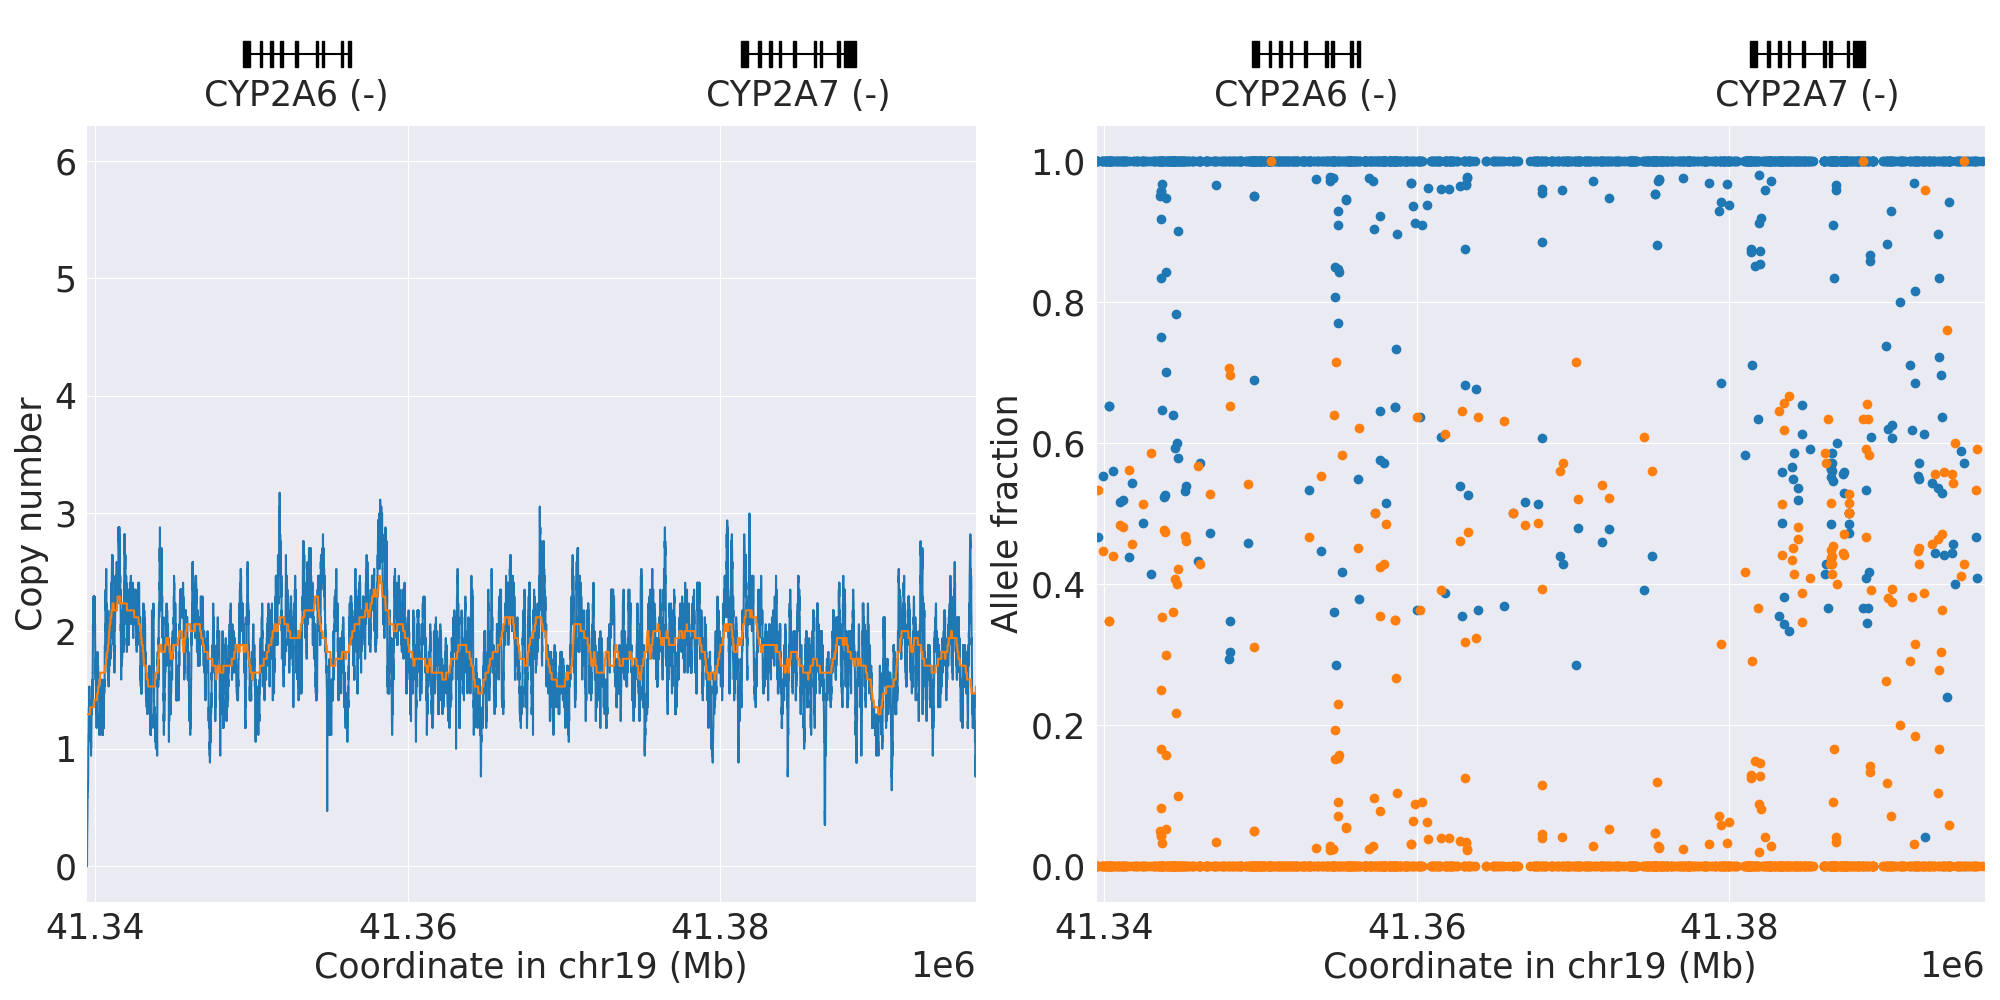 CYP2A6 (-)
CYP2A7 (-)
6
5
4
3
2
1
0
Copy number
41.34
41.36
41.38
Coordinate in chr19 (Mb)
1e6
CYP2A6 (-)
CYP2A7 (-)
1.0
0.8
0.6
0.4
0.2
0.0
Allele fraction
41.34
41.36
41.38
Coordinate in chr19 (Mb)
1e6